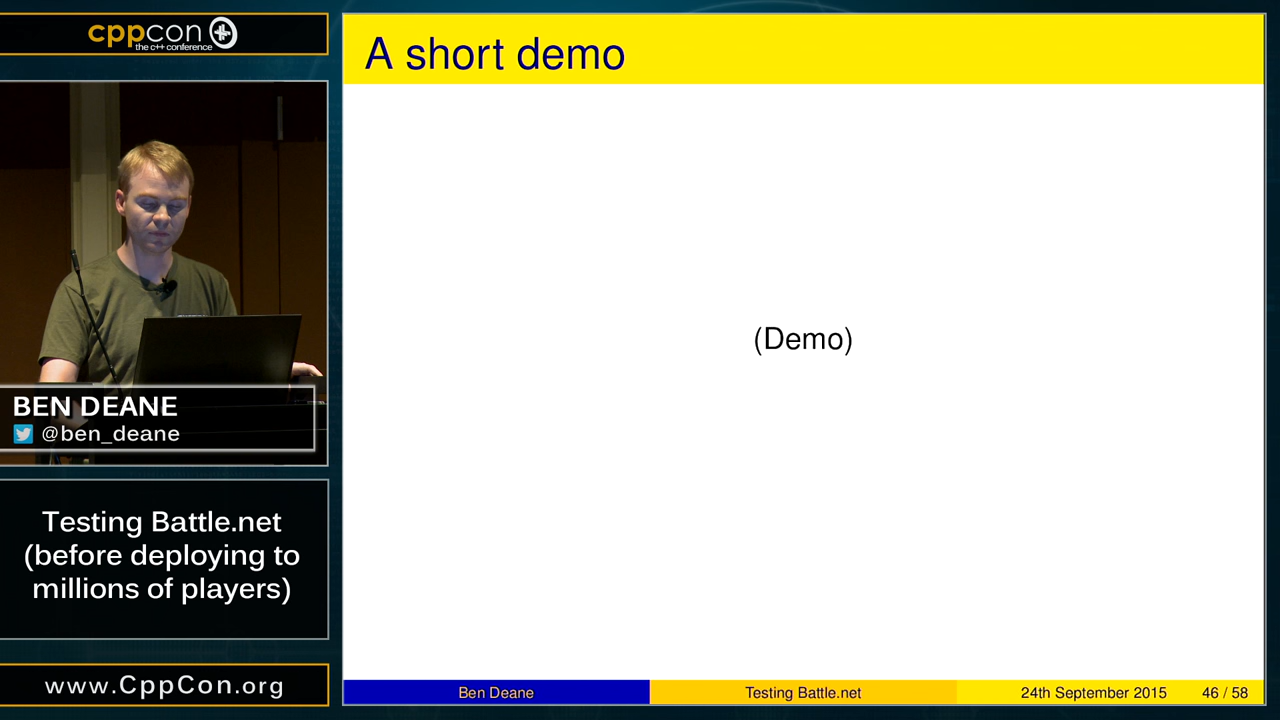 cppcon
the c++ conference
A short demo
(Demo)
BEN DEANE
@ben_deane
Testing Battle.net
(before deploying to
millions of players)
www.CppCon.org
Ben Deane
Testing Battle.net
24th September 2015
46 / 58